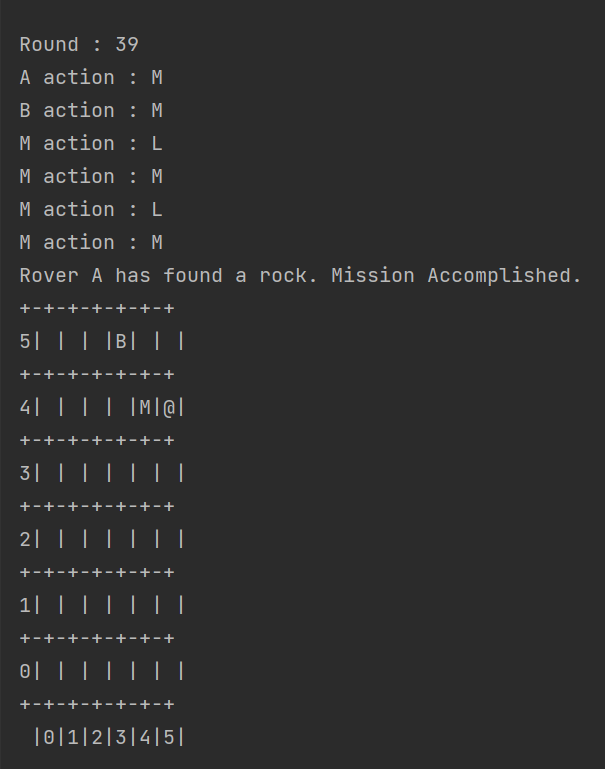 Round : 39
A action : M
B action : M
M action : L
M action : M
M action : L
M action : M
Rover A has found a rock. Mission Accomplished.
+-+-+-+-+-+-+
5| | | |B| | |
+-+-+-+-+-+-+
4| | | | |M|@|
+-+-+-+-+-+-+
3| | | | | | |
+-+-+-+-+-+-+
2| | | | | | |
+-+-+-+-+-+-+
1| | | | | | |
+-+-+-+-+-+-+
0| | | | | | |
+-+-+-+-+-+-+
 |0|1|2|3|4|5|